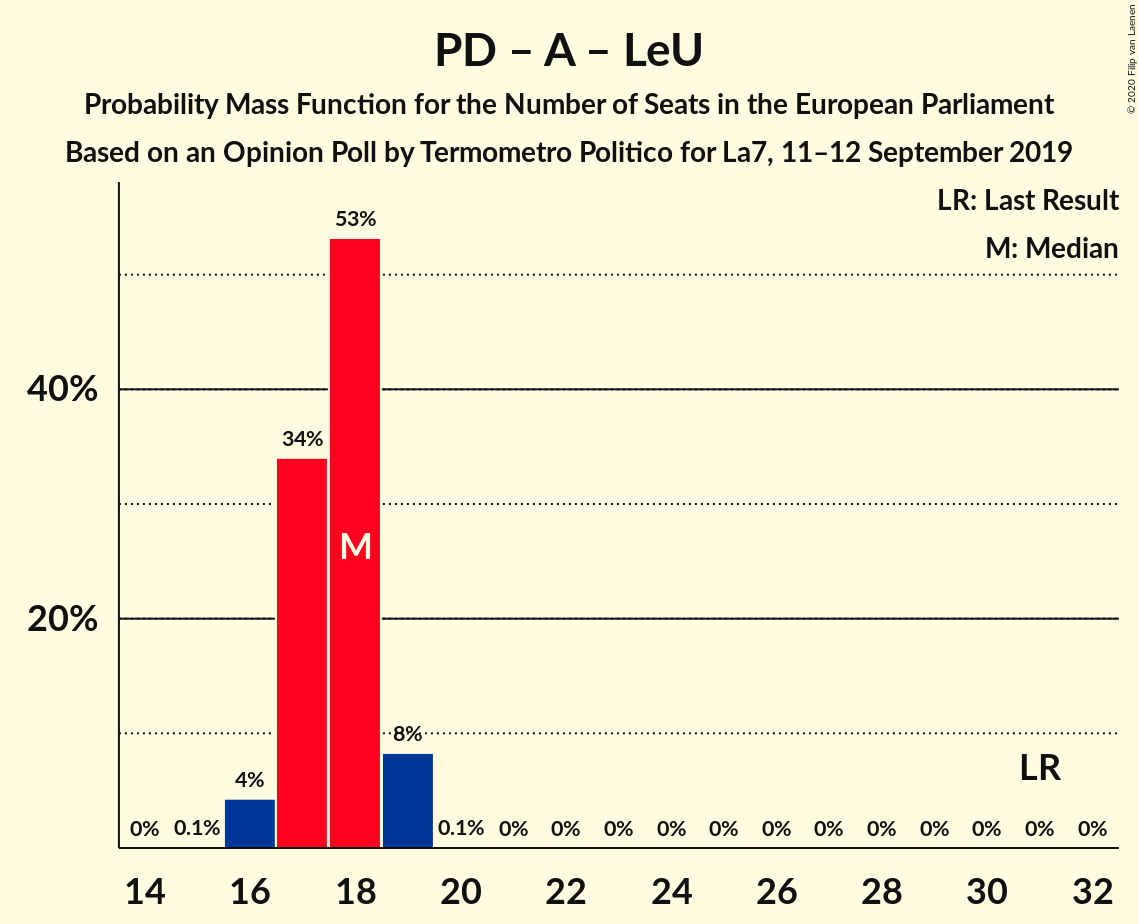 PD – A – LeU
Probability Mass Function for the Number of Seats in the European Parliament
Based on an Opinion Poll by Termometro Politico for La7, 11–12 September 2019
© 2020 Filip van Laenen
LR: Last Result
M: Median
53%
40%
34%
M
20%
8%
LR
4%
0% 0.1% 0.1% 0% 0% 0% 0% 0% 0% 0% 0% 0% 0% 0% 0%
14 16 18 20 22 24 26 28 30 32